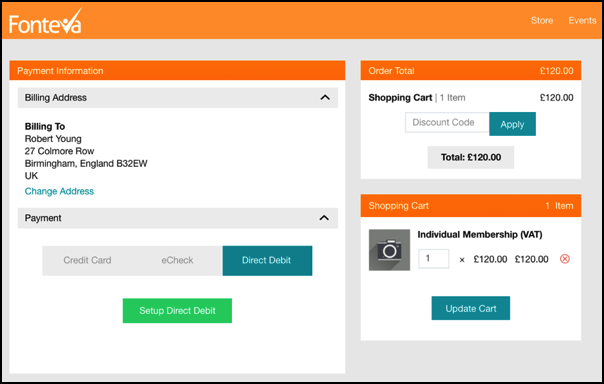 Fonteva
Store Events
Payment Information
Billing Address
Billing To
Robert Young
27 Colmore Row
Birmingham, England B32EW
UK
Change Address
Payment
Credit Card eCheck Direct Debit
Setup Direct Debit
Order Total £120.00
Shopping Cart | 1 Item £120.00
Discount Code Apply
Total: £120.00
Shopping Cart 1 Item
Individual Membership (VAT)
1 × £120.00 £120.00
Update Cart